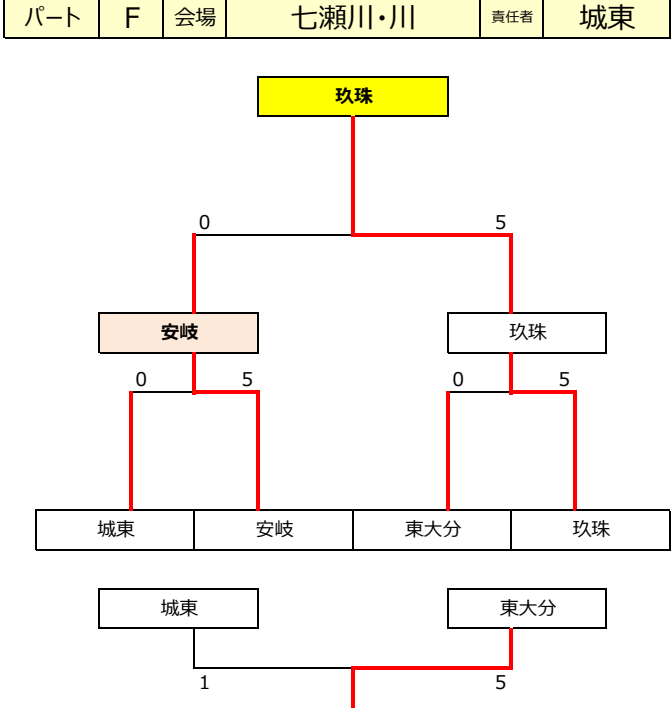 パート F 会場 七瀬川・川 責任者 城東
玖珠
0 5
安岐 玖珠
0 5 0 5
城東 安岐 東大分 玖珠
城東 東大分
1 5